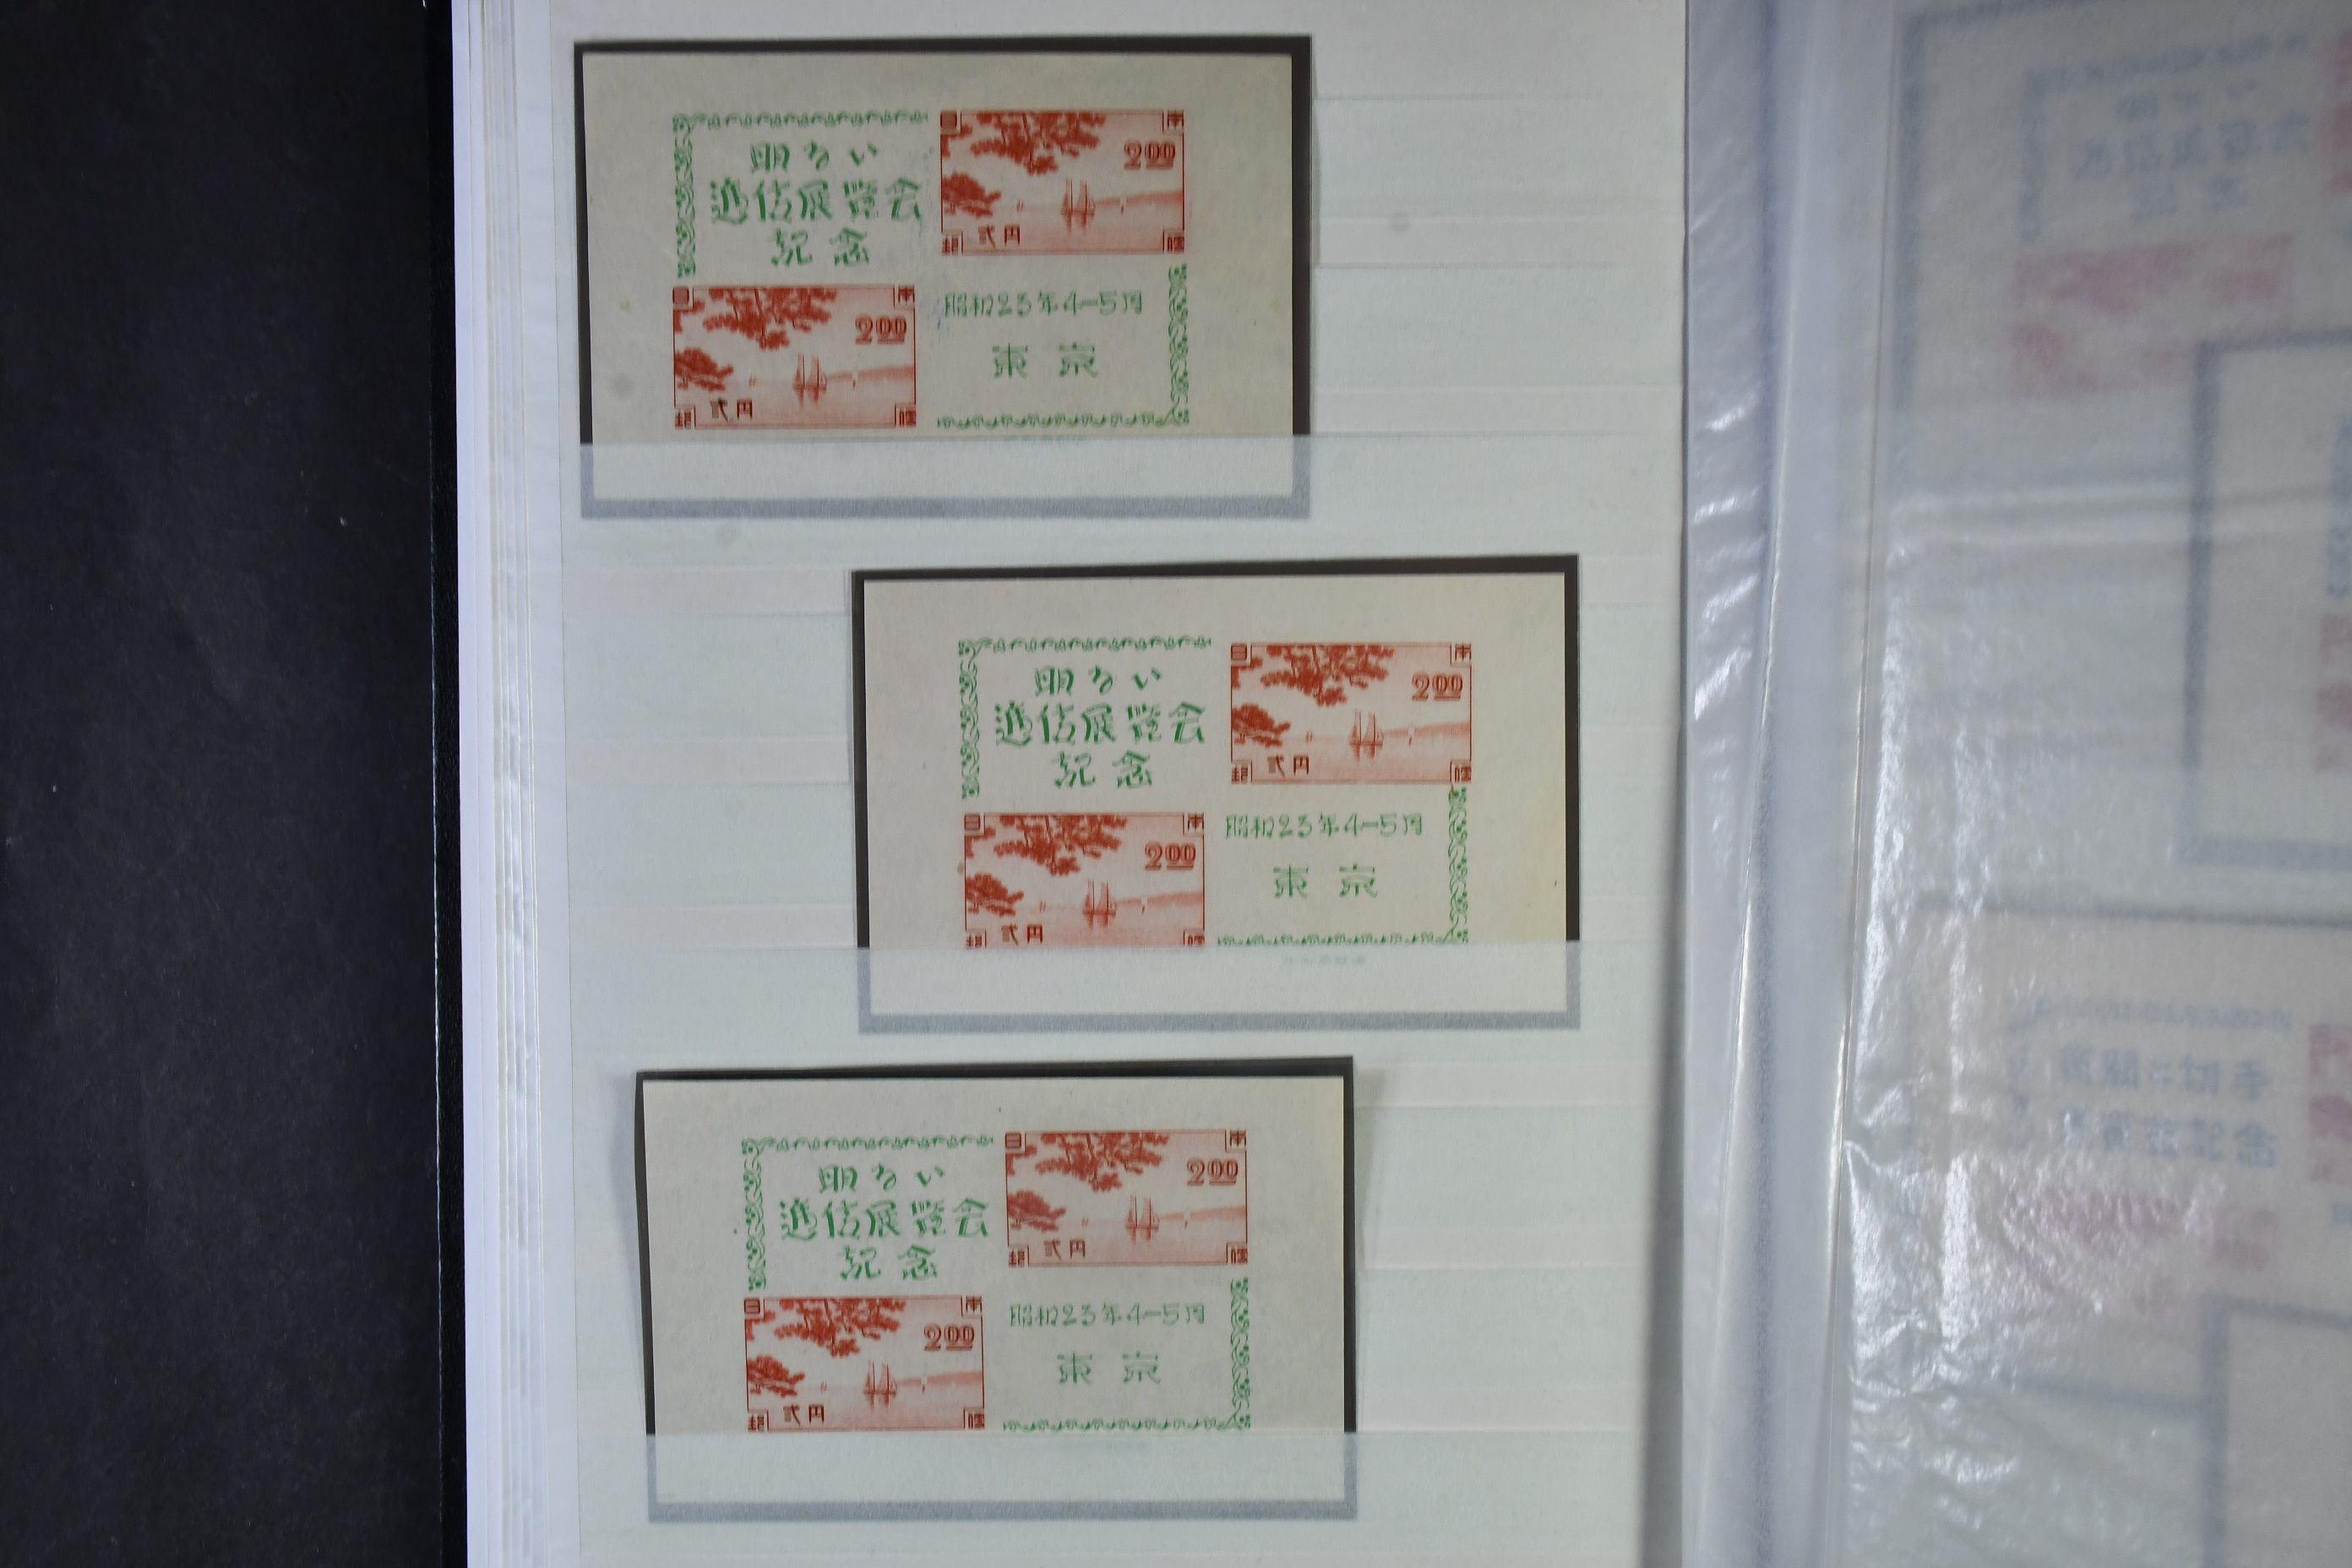 明るい
逓信展覧会
記念
日本
2.00
弐円
郵便
昭和23年4-5月
東京
日本
2.00
弐円
郵便
明るい
逓信展覧会
記念
日本
2.00
弐円
郵便
昭和23年4-5月
東京
日本
2.00
弐円
郵便
明るい
逓信展覧会
記念
日本
2.00
弐円
郵便
昭和23年4-5月
東京
日本
2.00
弐円
郵便